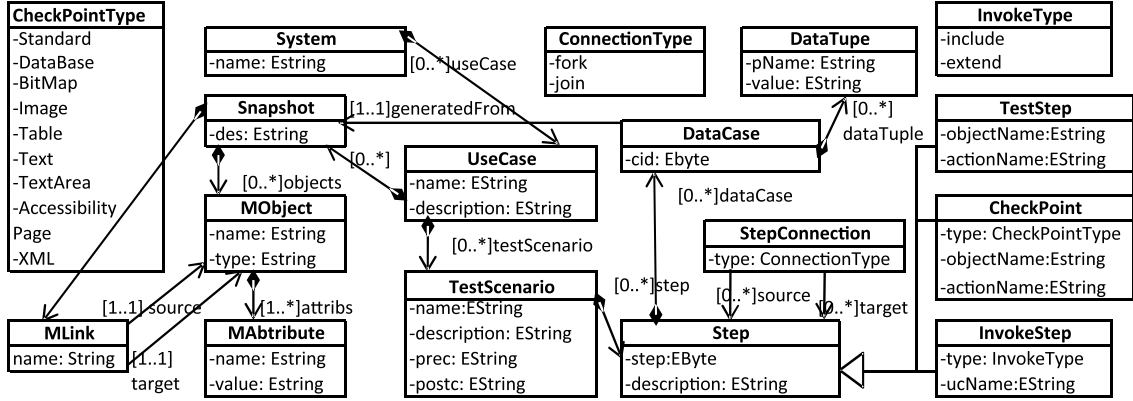 CheckPointType
-Standard
-DataBase
-BitMap
-Image
-Table
-Text
-TextArea
-Accessibility
Page
-XML
System
-name: Estring
[0..*]useCase
ConnectionType
-fork
-join
DataTupe
-pName: Estring
-value: EString
[0..*]
dataTuple
InvokeType
-include
-extend
Snapshot
-des: Estring
[1..1]generatedFrom
[0..*]
[0..*]objects
DataCase
-cid: Ebyte
[0..*]dataCase
TestStep
-objectName:EString
-actionName:EString
UseCase
-name: EString
-description: EString
[0..*]testScenario
MObject
-name: Estring
-type: EString
[1..1] source
[1..*]attribs
StepConnection
-type: ConnectionType
[0..*]step
[0..*]source
[0..*]target
CheckPoint
-type: CheckPointType
-objectName:EString
-actionName:EString
MLink
name: String
[1..1]
target
MAbtribute
-name: Estring
-value: EString
TestScenario
-name:EString
-description: EString
-prec: EString
-postc: EString
Step
-step:EByte
-description: EString
InvokeStep
-type: InvokeType
-ucName:EString